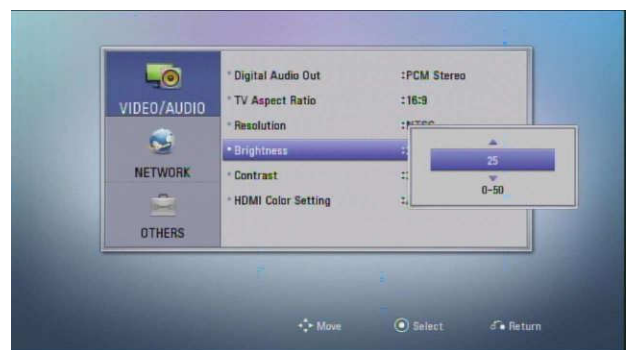 VIDEO/AUDIO
NETWORK
OTHERS
Digital Audio Out :PCM Stereo
TV Aspect Ratio :16:9
Resolution :NTSC
Brightness :
Contrast :
HDMI Color Setting :
25
0-50
Move Select Return